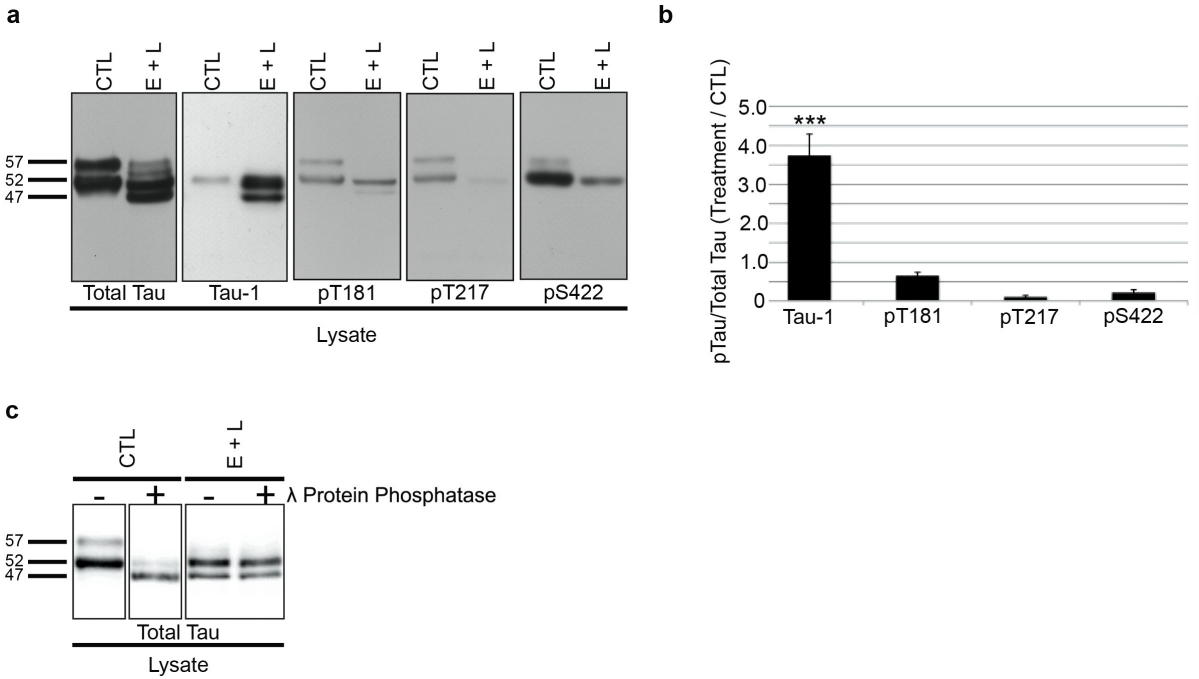 a
CTL E + L CTL E + L CTL E + L CTL E + L CTL E + L
57
52
47
Total Tau Tau-1 pT181 pT217 pS422
Lysate
b
pTau/Total Tau (Treatment / CTL)
5.0
4.0
3.0
2.0
1.0
0
***
Tau-1 pT181 pT217 pS422
c
CTL E + L
- + - + λ Protein Phosphatase
57
52
47
Total Tau
Lysate